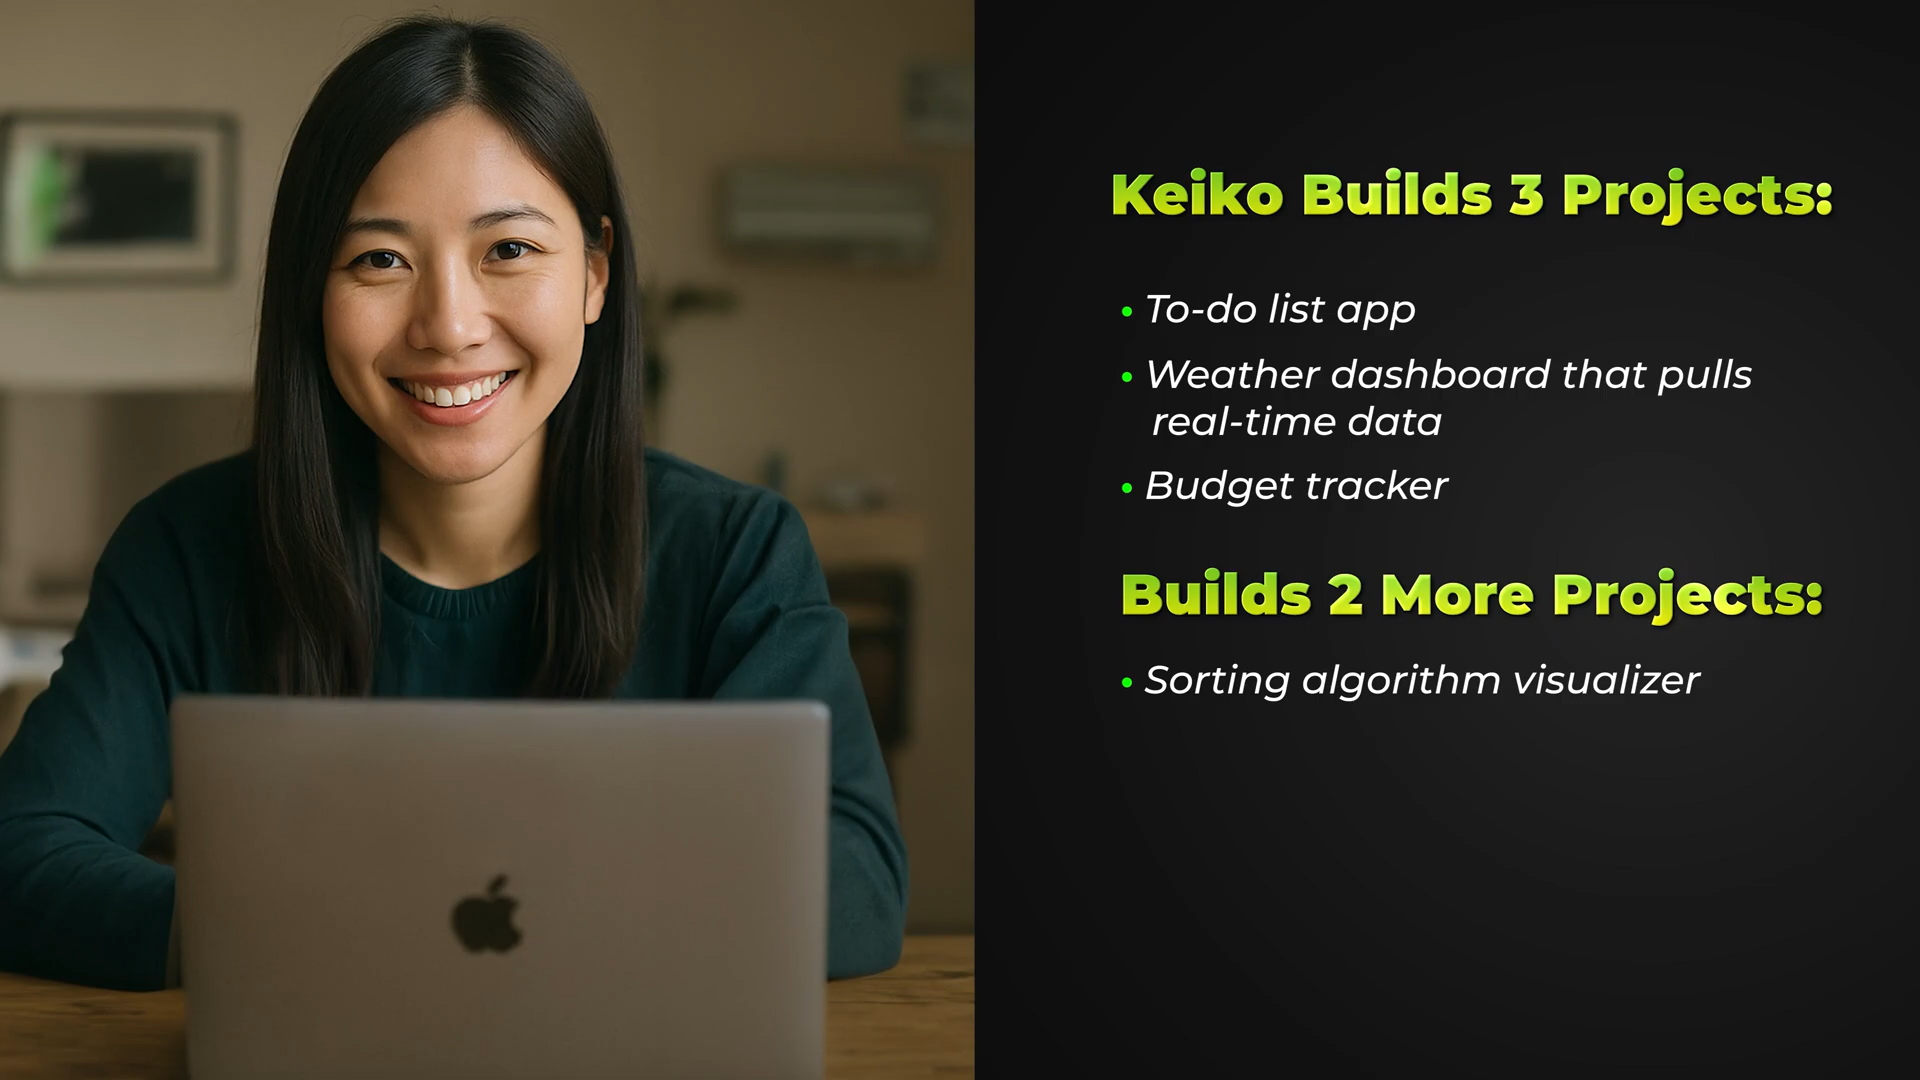 Keiko Builds 3 Projects:
• To-do list app
• Weather dashboard that pulls
real-time data
• Budget tracker
Builds 2 More Projects:
• Sorting algorithm visualizer